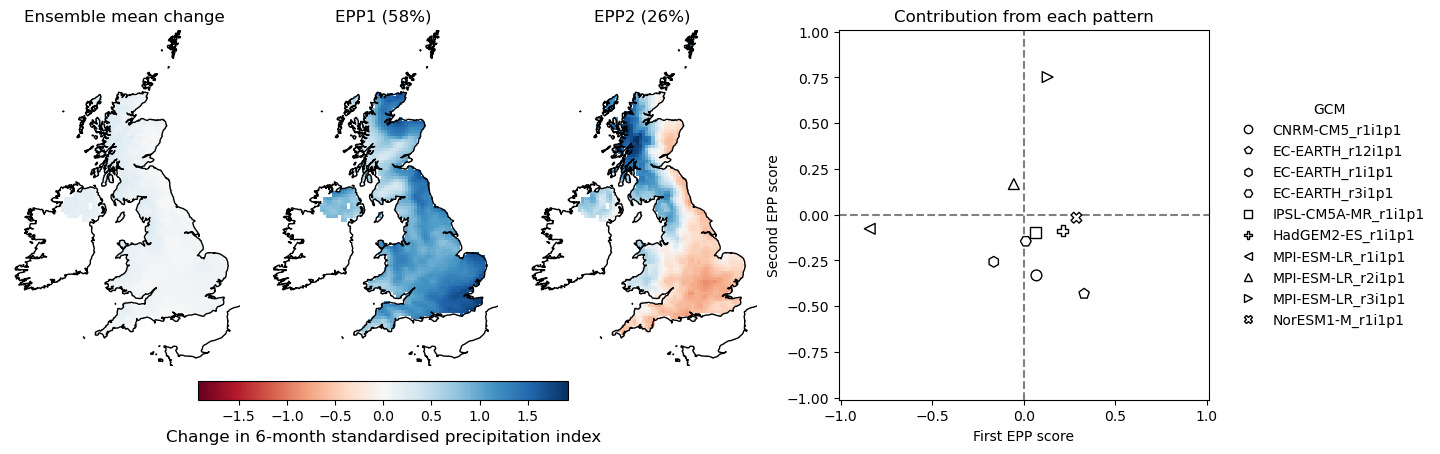 Ensemble mean change
EPP1 (58%)
EPP2 (26%)
Contribution from each pattern
−1.5 −1.0 −0.5 0.0 0.5 1.0 1.5
Change in 6-month standardised precipitation index
Second EPP score
1.00
0.75
0.50
0.25
0.00
−0.25
−0.50
−0.75
−1.00
−1.0 −0.5 0.0 0.5 1.0
First EPP score
GCM
CNRM-CM5_r1i1p1
EC-EARTH_r12i1p1
EC-EARTH_r1i1p1
EC-EARTH_r3i1p1
IPSL-CM5A-MR_r1i1p1
HadGEM2-ES_r1i1p1
MPI-ESM-LR_r1i1p1
MPI-ESM-LR_r2i1p1
MPI-ESM-LR_r3i1p1
NorESM1-M_r1i1p1